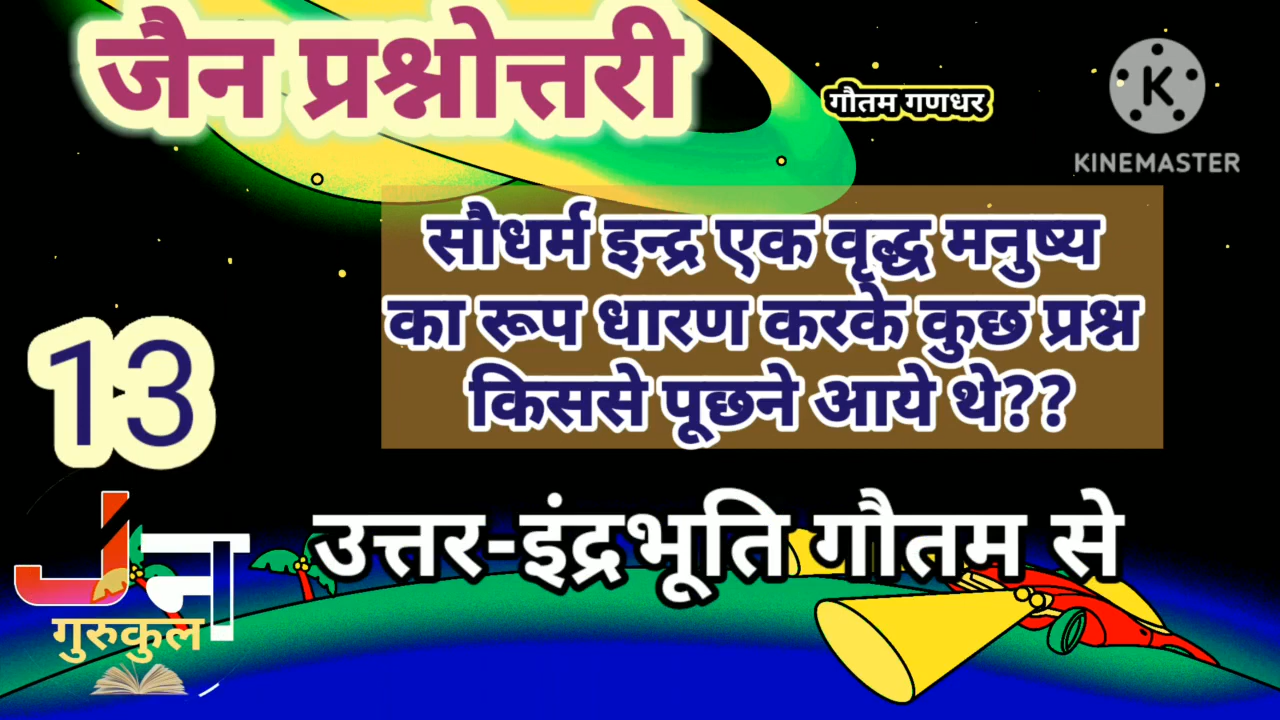 जैन प्रश्नोत्तरी
गौतम गणधर
K
KINEMASTER
सौधर्म इन्द्र एक वृद्ध मनुष्य
का रूप धारण करके कुछ प्रश्न
किससे पूछने आये थे??
13
उत्तर-इंद्रभूति गौतम से
Jन
गुरुकुल